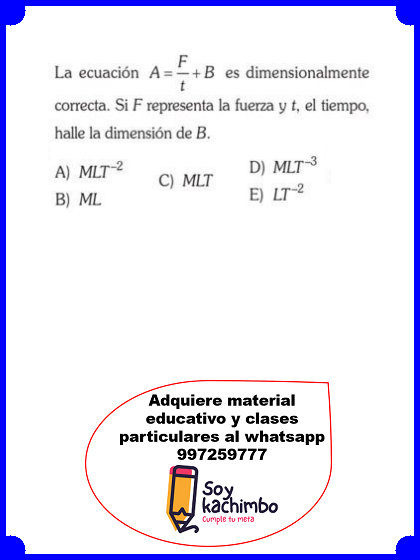 La ecuación A = F/t + B es dimensionalmente
correcta. Si F representa la fuerza y t, el tiempo,
halle la dimensión de B.
A) MLT⁻²
B) ML
C) MLT
D) MLT⁻³
E) LT⁻²
Adquiere material
educativo y clases
particulares al whatsapp
997259777
Soy
kachimbo
Cumple tu meta